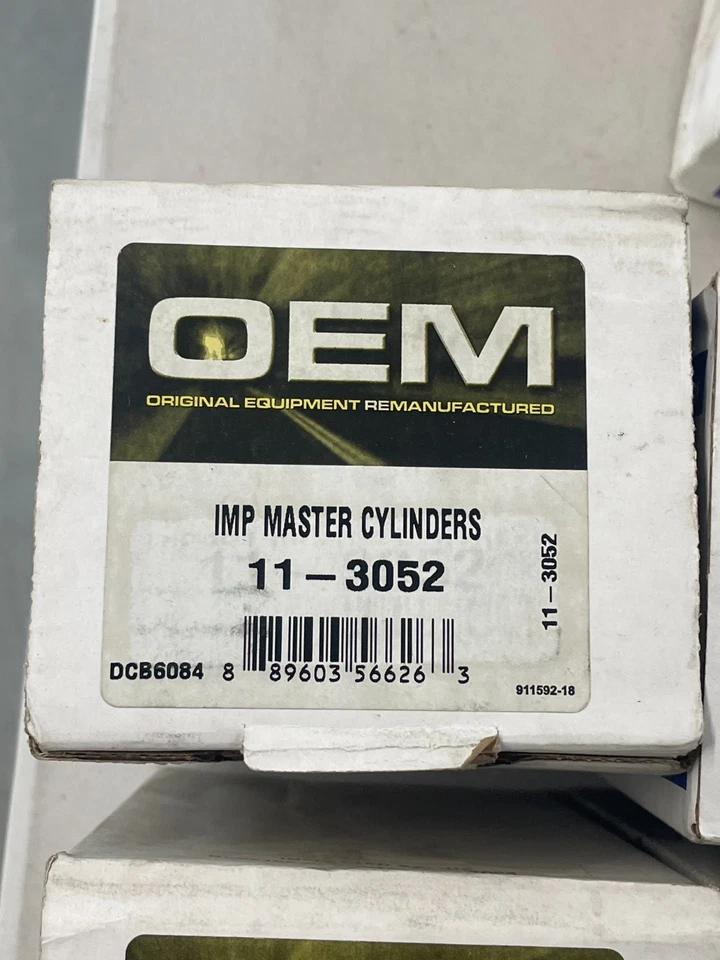 OEM
ORIGINAL EQUIPMENT REMANUFACTURED
IMP MASTER CYLINDERS
11-3052
11-3052
DCB6084 8 89603 56626 3
911592-18